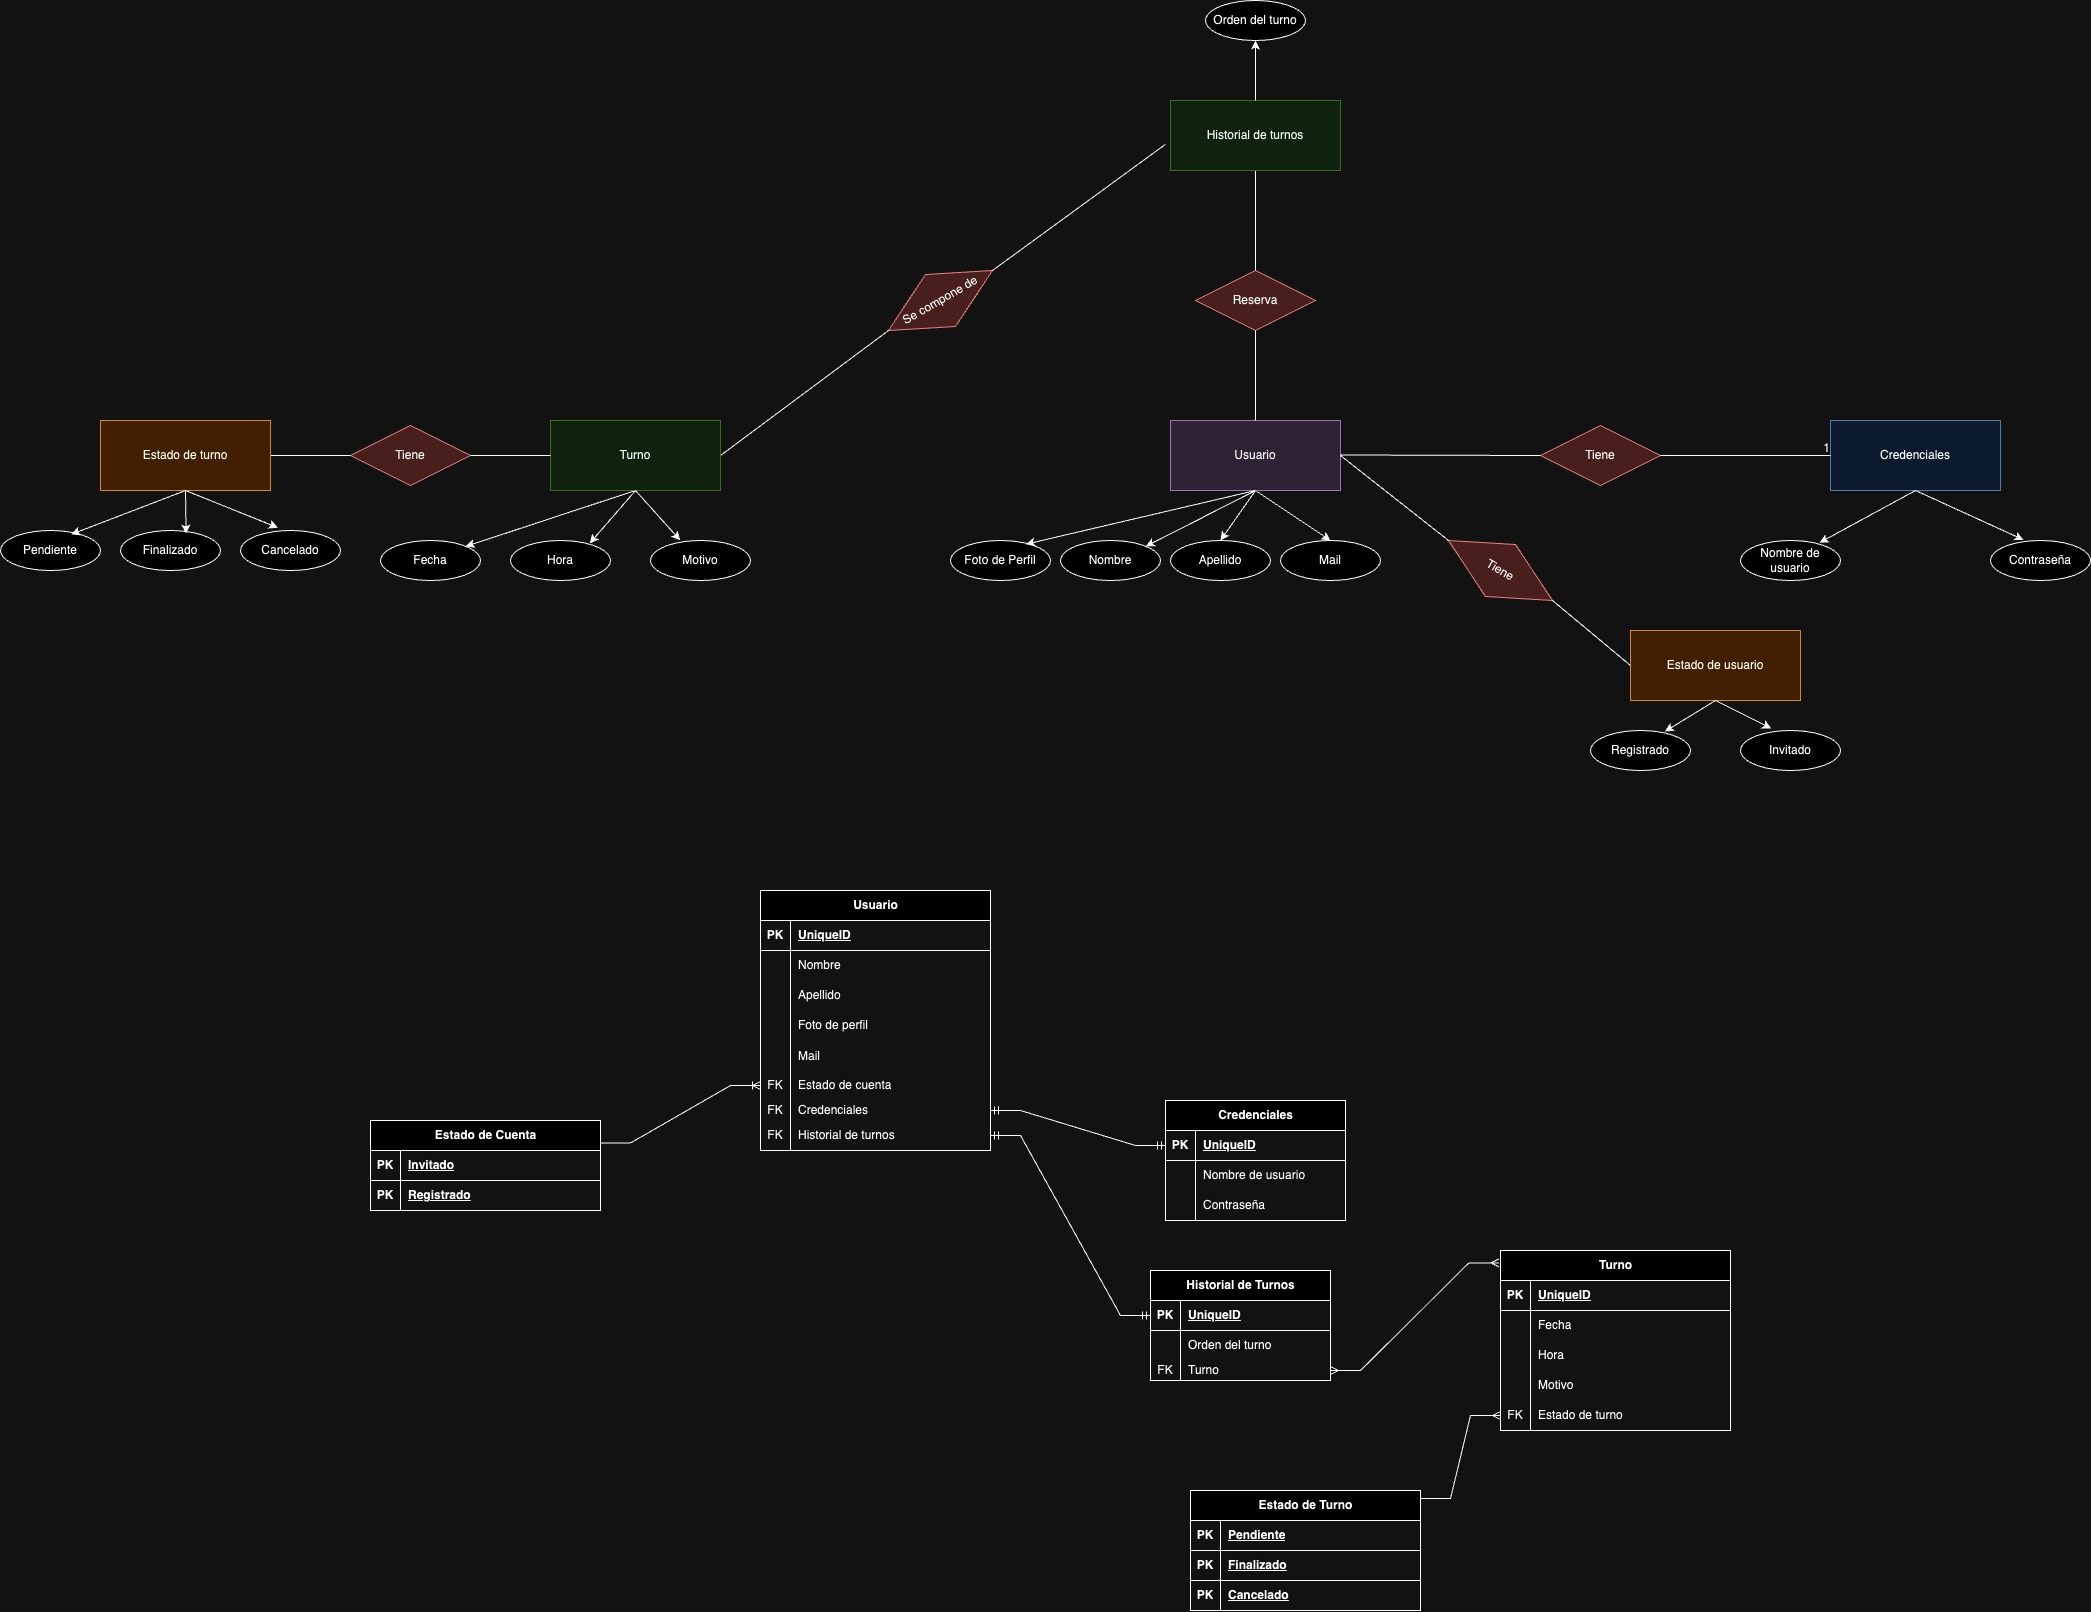 Orden del turno
Historial de turnos
Se compone de
Reserva
Estado de turno
Tiene
Turno
Usuario
Tiene
1
Credenciales
Pendiente
Finalizado
Cancelado
Fecha
Hora
Motivo
Foto de Perfil
Nombre
Apellido
Mail
Tiene
Nombre de
usuario
Contraseña
Estado de usuario
Registrado
Invitado
Usuario
PK UniqueID
Nombre
Apellido
Foto de perfil
Mail
FK Estado de cuenta
FK Credenciales
FK Historial de turnos
Estado de Cuenta
PK Invitado
PK Registrado
Credenciales
PK UniqueID
Nombre de usuario
Contraseña
Historial de Turnos
PK UniqueID
Orden del turno
FK Turno
Turno
PK UniqueID
Fecha
Hora
Motivo
FK Estado de turno
Estado de Turno
PK Pendiente
PK Finalizado
PK Cancelado